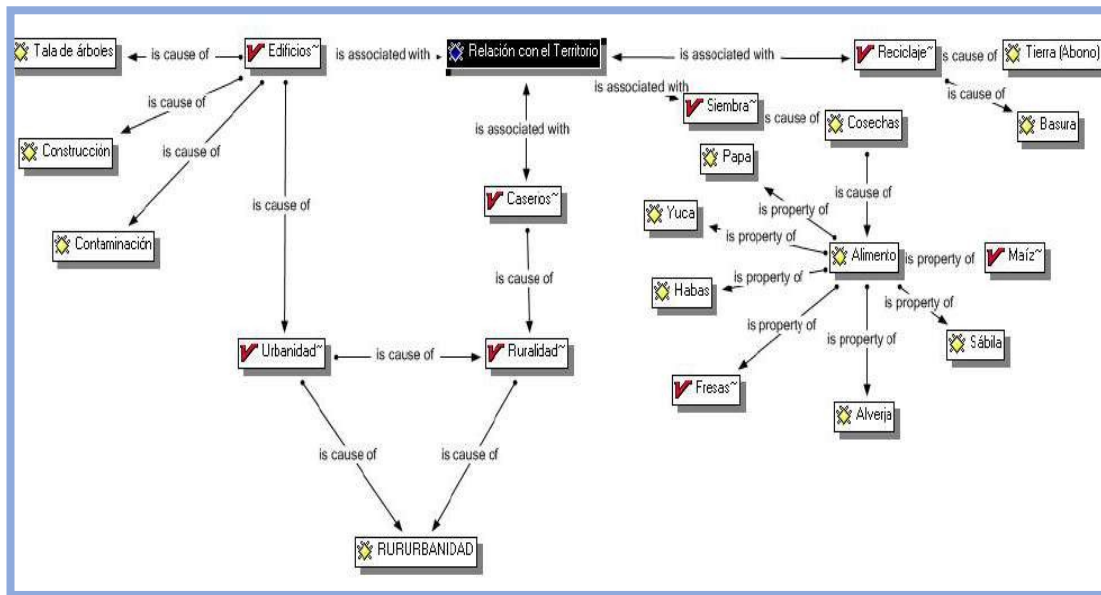 Tala de árboles
is cause of
Edificios~
is associated with
Relación con el Territorio
is associated with
Reciclaje~
is cause of
Tierra (Abono)
is associated with
is cause of
is cause of
Siembra~
is cause of
Cosechas
Basura
is associated with
Construcción
is cause of
Papa
Caserios~
is cause of
is cause of
Yuca
is property of
Contaminación
is property of
Alimento
is property of
Maíz~
is property of
Habas
is cause of
is property of
is property of
is property of
Urbanidad~
is cause of
Ruralidad~
Sábila
Fresas~
Alverja
is cause of
is cause of
RURURBANIDAD